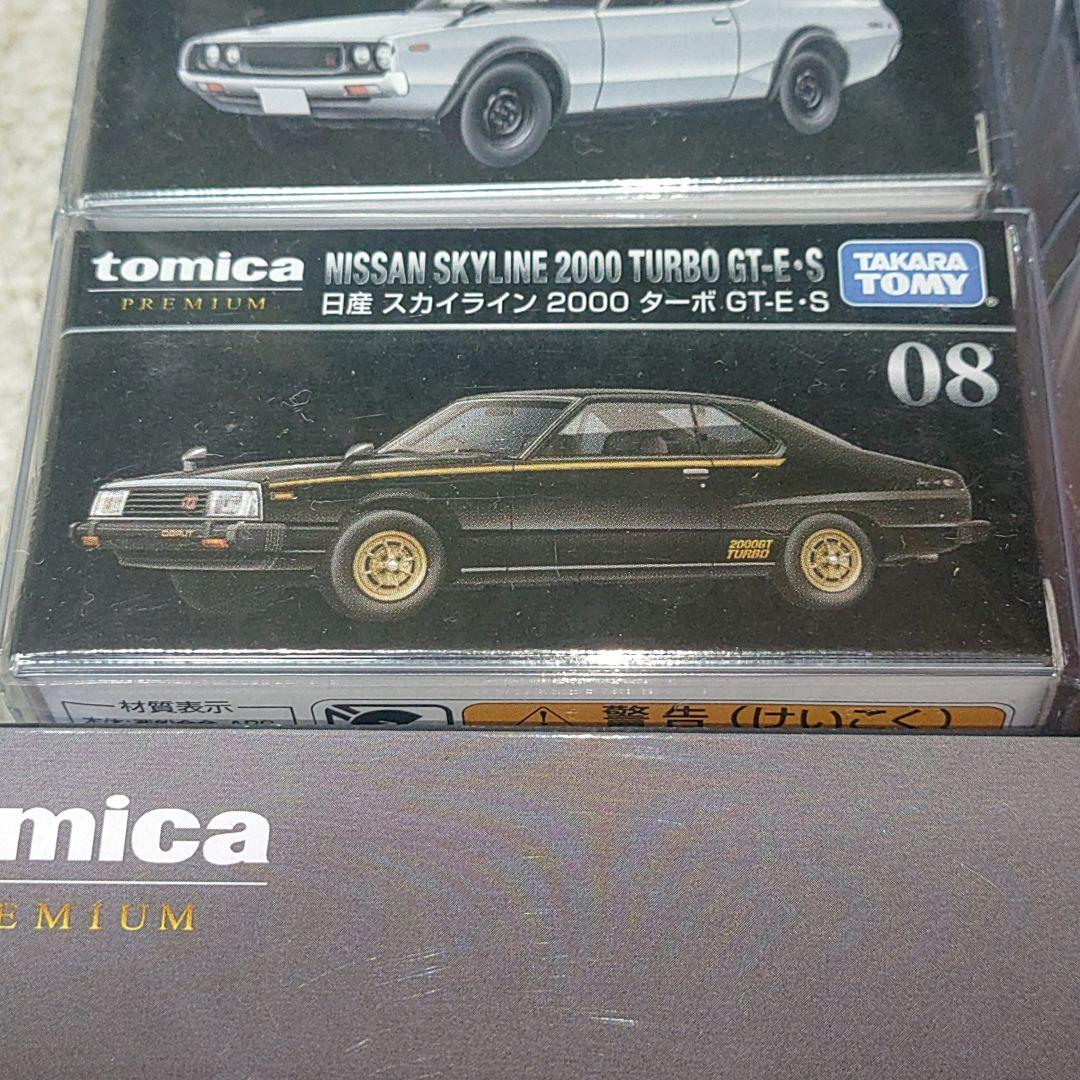 tomica
PREMIUM
NISSAN SKYLINE 2000 TURBO GT-E・S
日産 スカイライン 2000 ターボ GT-E・S
TAKARA
TOMY®
08
2000GT
TURBO
材質表示
警告(けいこく)
mica
EMIUM